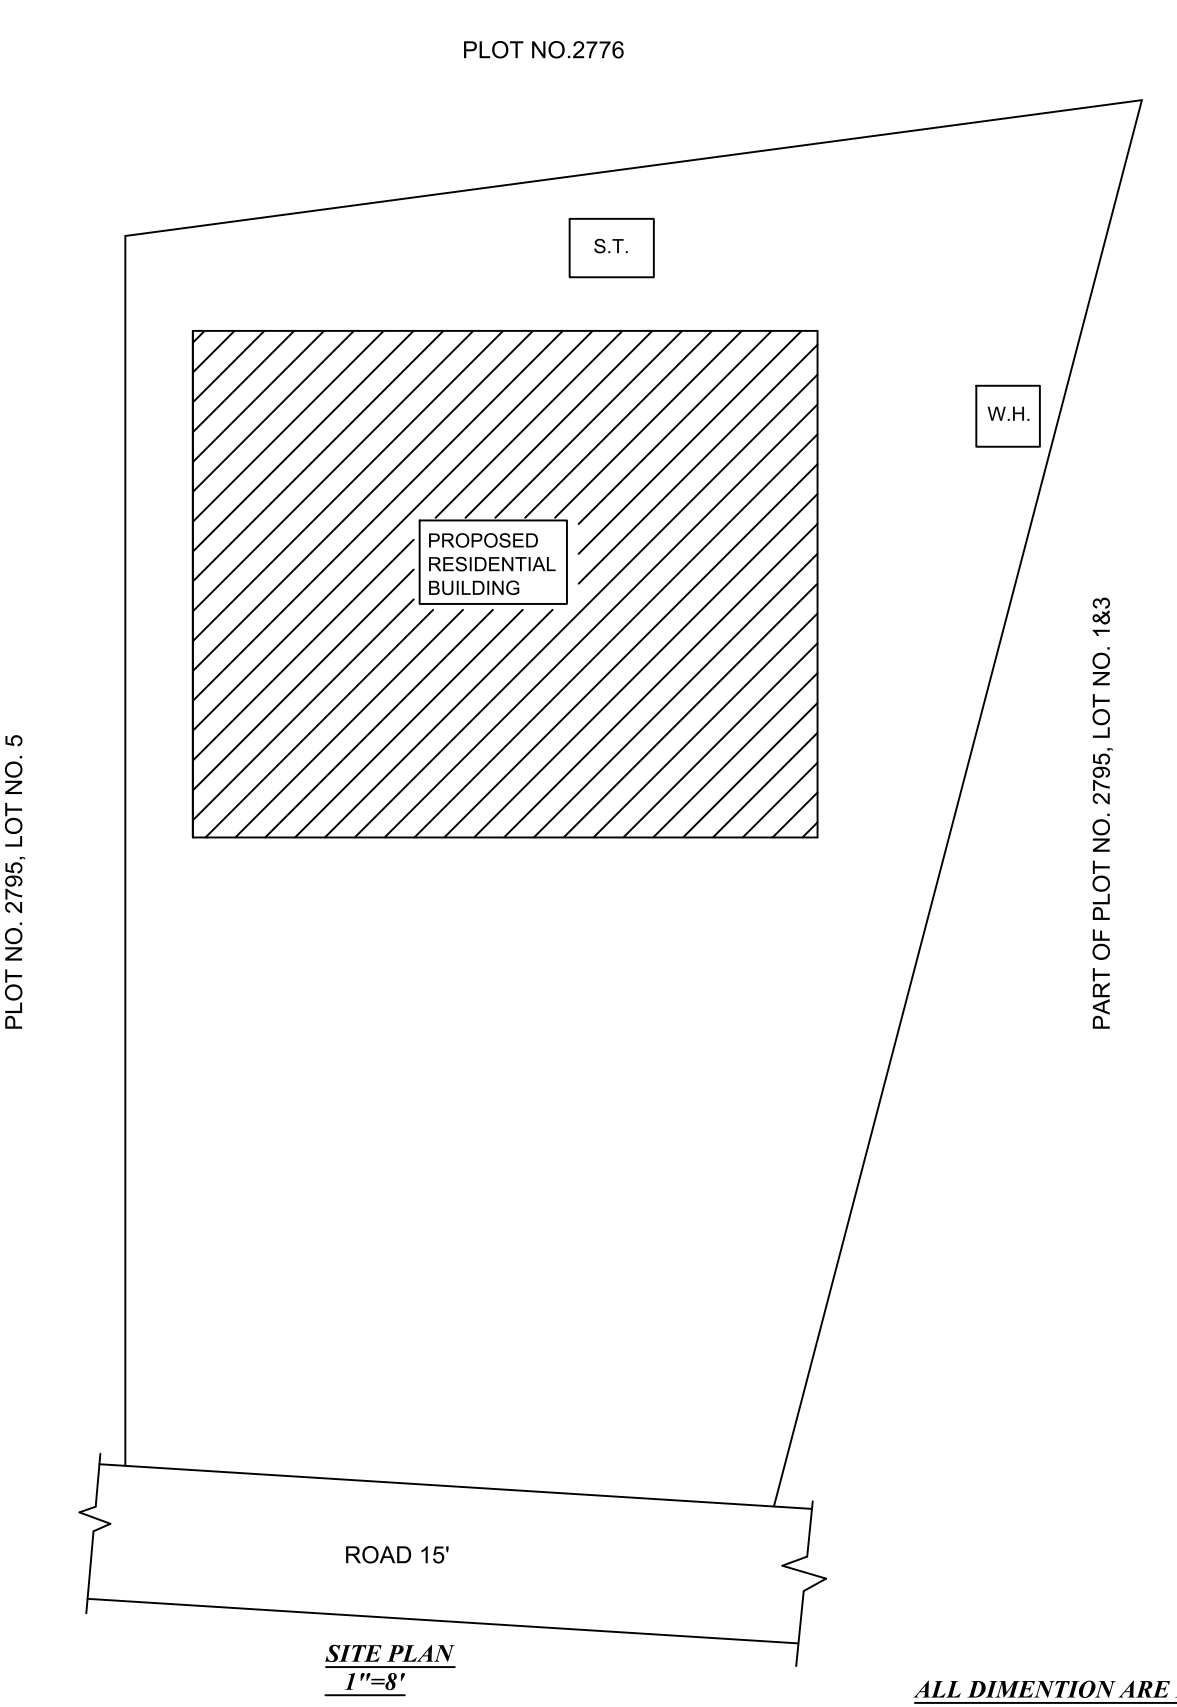 PLOT NO.2776
S.T.
W.H.
PROPOSED
RESIDENTIAL
BUILDING
PLOT NO. 2795, LOT NO. 5
PART OF PLOT NO. 2795, LOT NO. 1&3
ROAD 15'
SITE PLAN
1"=8'
ALL DIMENTION ARE